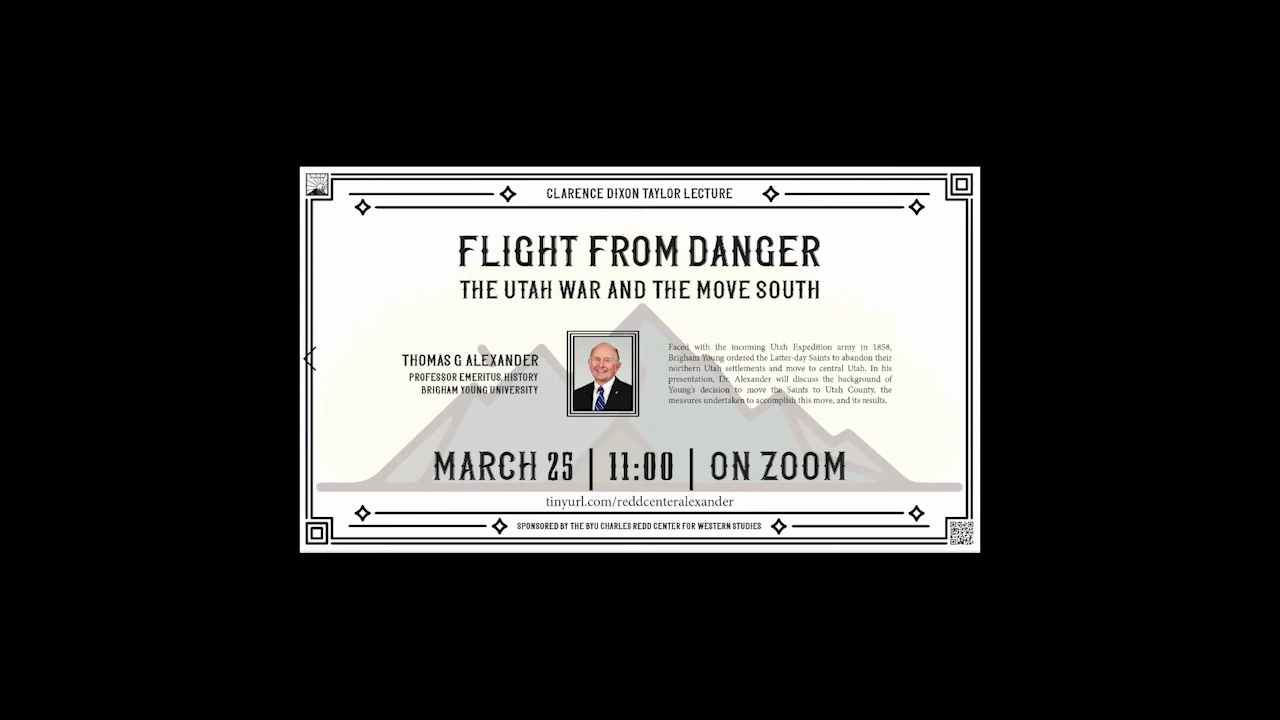 CLARENCE DIXON TAYLOR LECTURE
FLIGHT FROM DANGER
THE UTAH WAR AND THE MOVE SOUTH
THOMAS G ALEXANDER
PROFESSOR EMERITUS, HISTORY
BRIGHAM YOUNG UNIVERSITY
Faced with the incoming Utah Expedition army in 1858,
Brigham Young ordered the Latter-day Saints to abandon their
northern Utah settlements and move to central Utah. In his
presentation, Dr. Alexander will discuss the background of
Young's decision to move the Saints to Utah County, the
measures undertaken to accomplish this move, and its results.
MARCH 25 | 11:00 | ON ZOOM
tinyurl.com/reddcenteralexander
SPONSORED BY THE BYU CHARLES REDD CENTER FOR WESTERN STUDIES